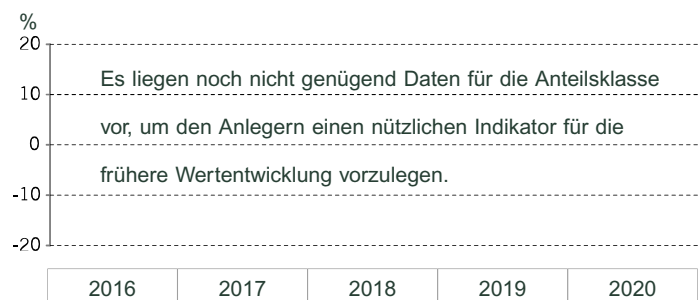 %
20
Es liegen noch nicht genügend Daten für die Anteilsklasse
10
vor, um den Anlegern einen nützlichen Indikator für die
0
frühere Wertentwicklung vorzulegen.
-10
-20
2016 2017 2018 2019 2020